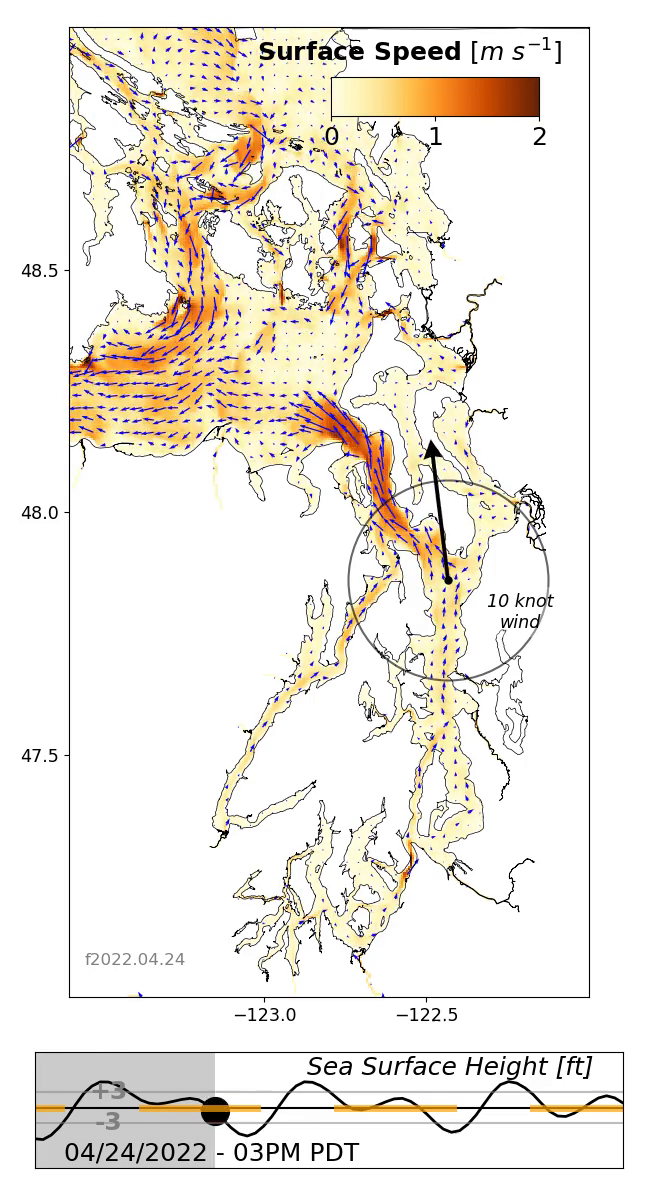 Surface Speed [m s⁻¹]
0 1 2
48.5
48.0
10 knot
wind
47.5
f2022.04.24
−123.0 −122.5
Sea Surface Height [ft]
+3
-3
04/24/2022 - 03PM PDT